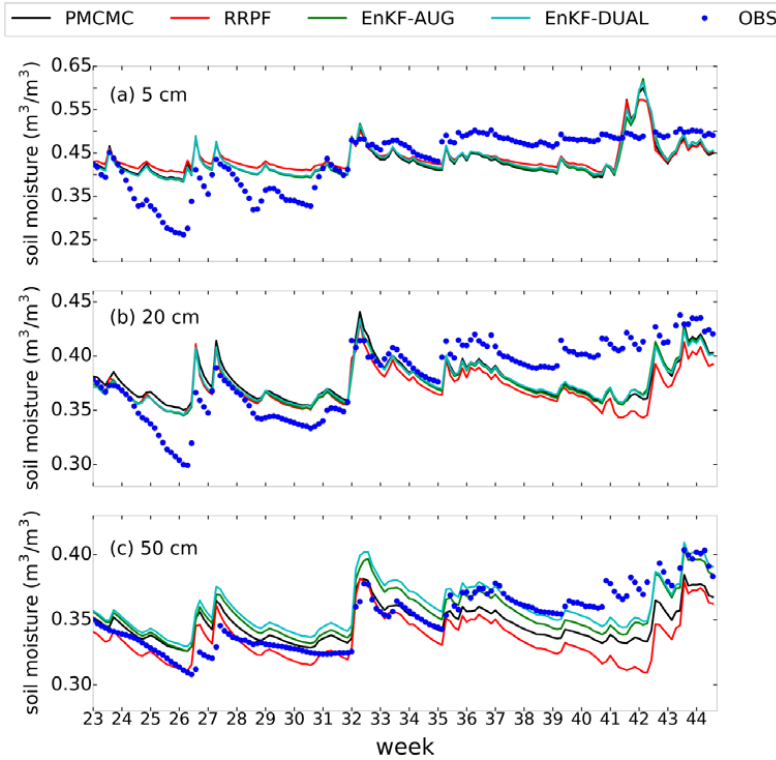 PMCMC RRPF EnKF-AUG EnKF-DUAL OBS
(a) 5 cm
soil moisture (m³/m³)
0.65
0.55
0.45
0.35
0.25
(b) 20 cm
soil moisture (m³/m³)
0.45
0.40
0.35
0.30
(c) 50 cm
soil moisture (m³/m³)
0.40
0.35
0.30
23 24 25 26 27 28 29 30 31 32 33 34 35 36 37 38 39 40 41 42 43 44
week